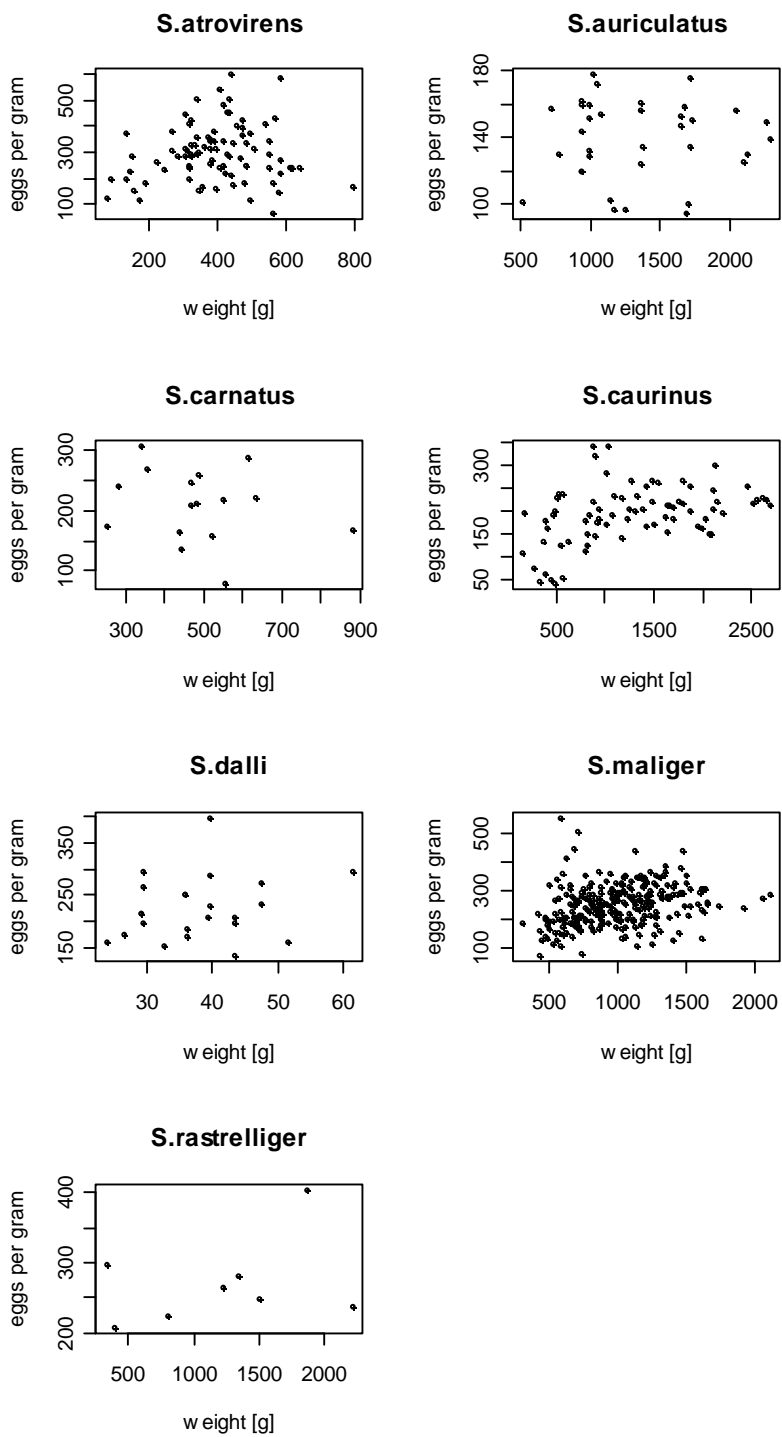 S.atrovirens
eggs per gram
100 300 500
200 400 600 800
w eight [g]
S.auriculatus
eggs per gram
100 140 180
500 1000 1500 2000
w eight [g]
S.carnatus
eggs per gram
100 200 300
300 500 700 900
w eight [g]
S.caurinus
eggs per gram
50 150 300
500 1500 2500
w eight [g]
S.dalli
eggs per gram
150 250 350
30 40 50 60
w eight [g]
S.maliger
eggs per gram
100 300 500
500 1000 1500 2000
w eight [g]
S.rastrelliger
eggs per gram
200 300 400
500 1000 1500 2000
w eight [g]